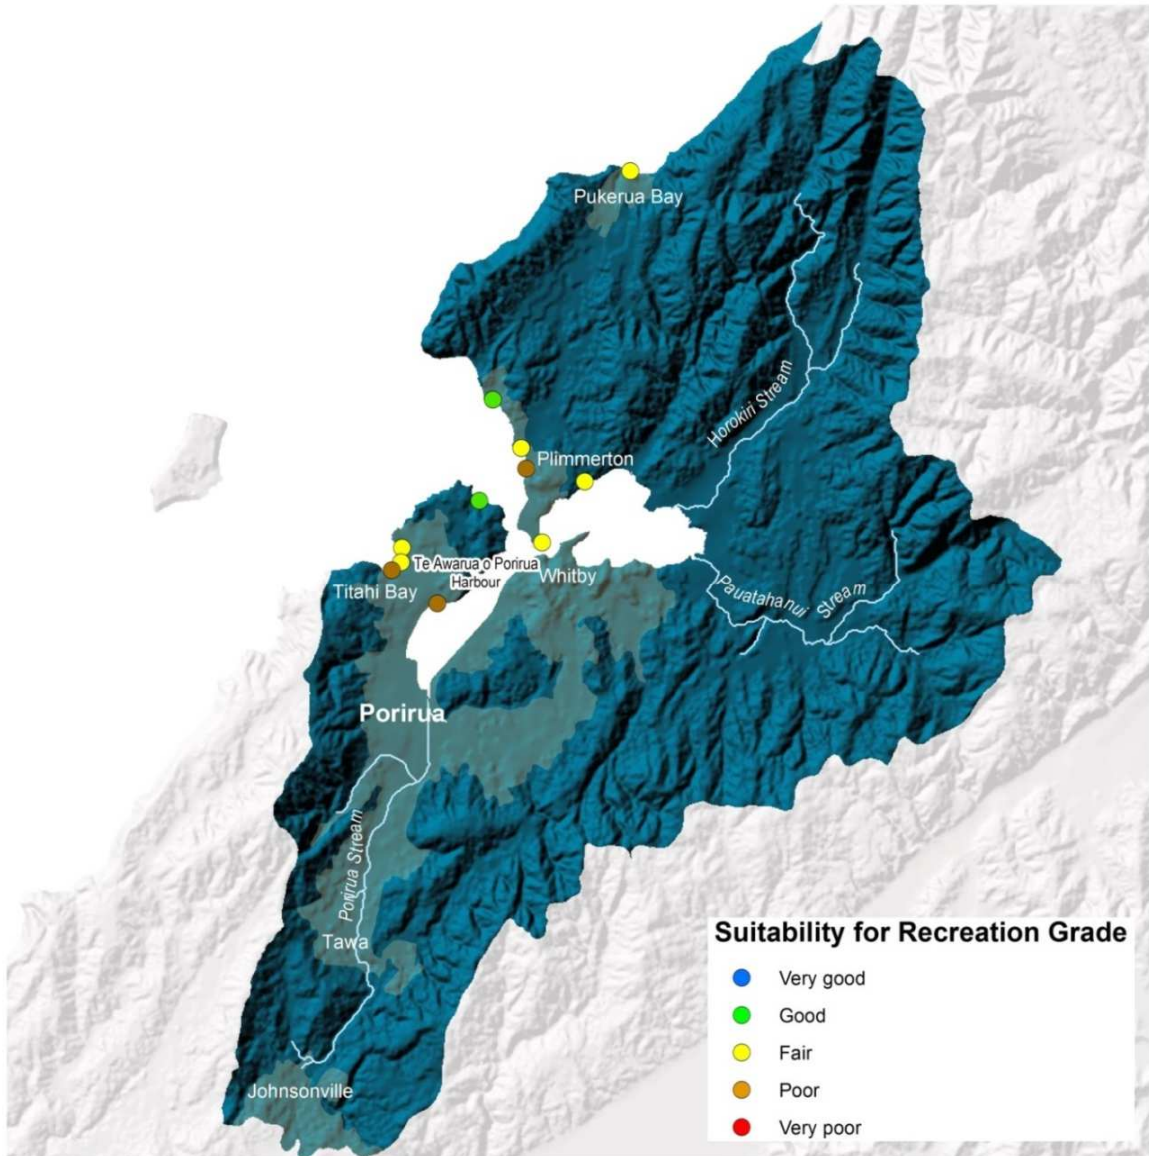 Pukerua Bay
Horokiri Stream
Plimmerton
Te Awarua o Porirua
Harbour
Whitby
Titahi Bay
Pauatahanui Stream
Porirua
Porirua Stream
Tawa
Johnsonville
Suitability for Recreation Grade
Very good
Good
Fair
Poor
Very poor